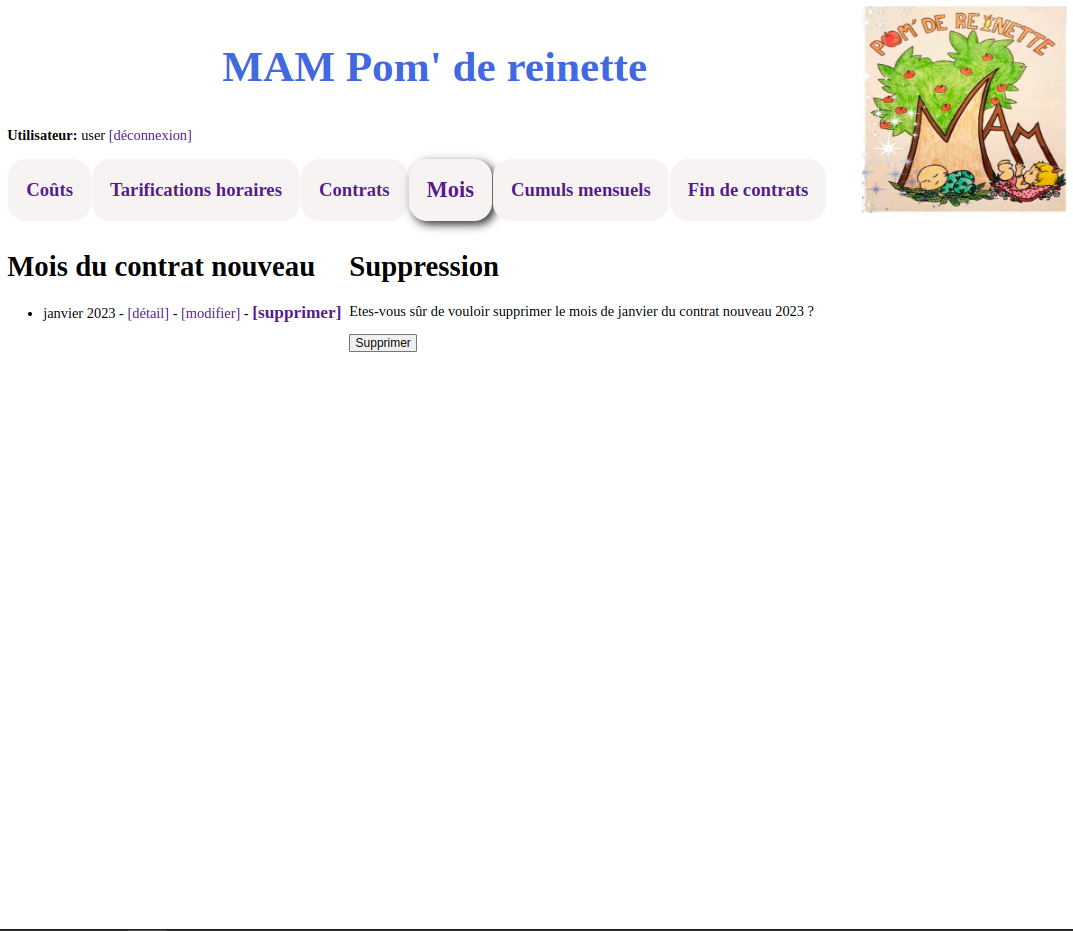 POM' DE REINETTE
MAM
MAM Pom' de reinette
Utilisateur: user [déconnexion]
Coûts Tarifications horaires Contrats Mois Cumuls mensuels Fin de contrats
Mois du contrat nouveau
• janvier 2023 - [détail] - [modifier] - [supprimer]
Suppression
Etes-vous sûr de vouloir supprimer le mois de janvier du contrat nouveau 2023 ?
Supprimer